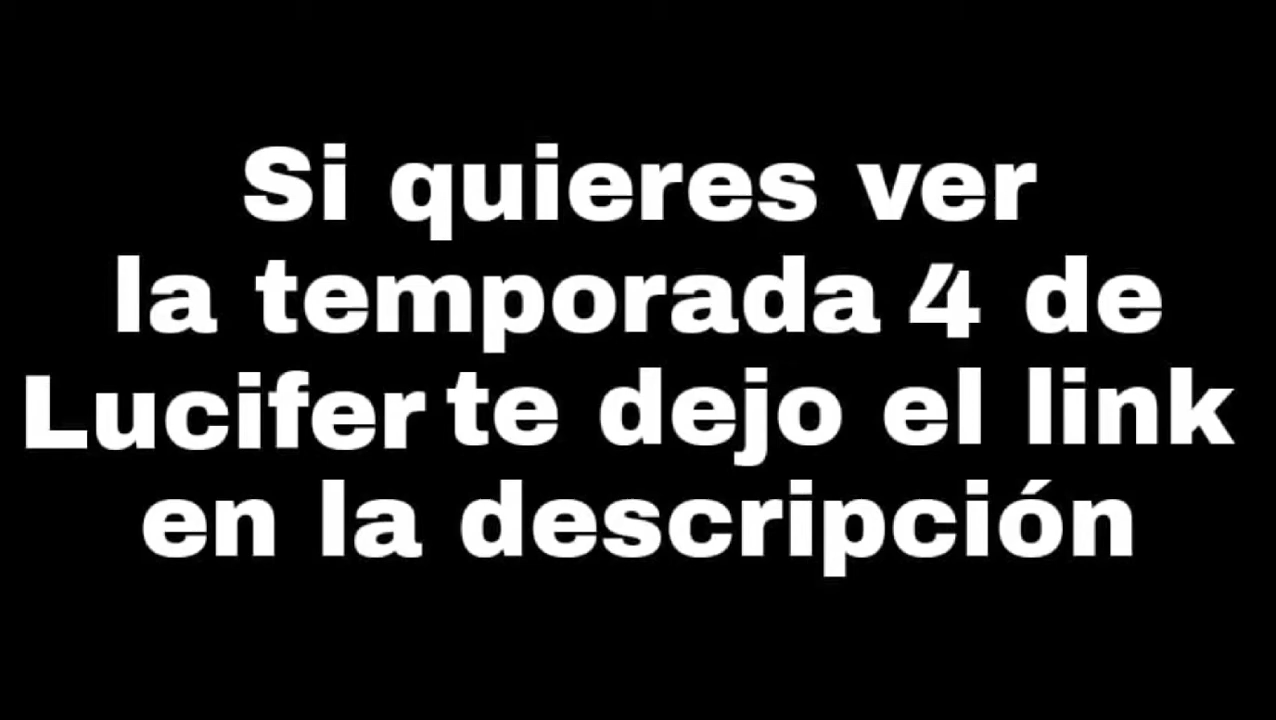 Si quieres ver
la temporada 4 de
Lucifer te dejo el link
en la descripción